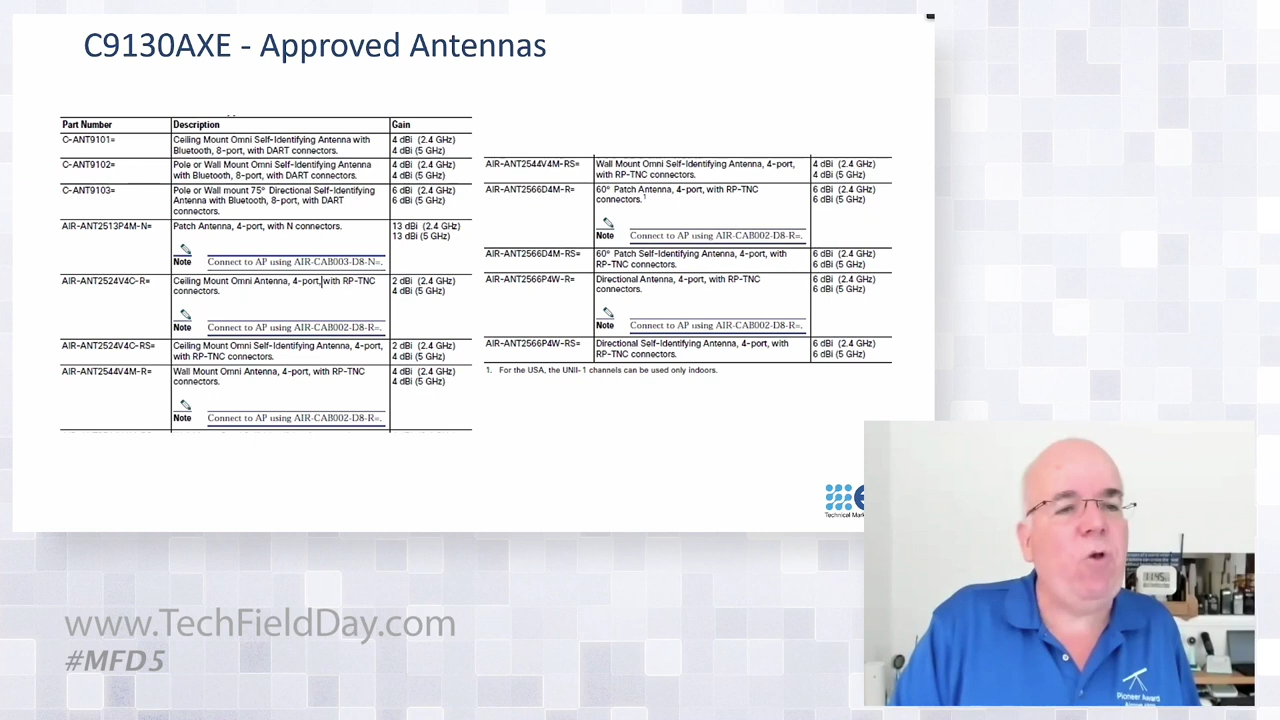 C9130AXE - Approved Antennas
Part Number Description Gain
C-ANT9101= Ceiling Mount Omni Self-Identifying Antenna with 4 dBi (2.4 GHz)
Bluetooth, 8-port, with DART connectors. 4 dBi (5 GHz)
C-ANT9102= Pole or Wall Mount Omni Self-Identifying Antenna 4 dBi (2.4 GHz)
with Bluetooth, 8-port, with DART connectors. 4 dBi (5 GHz)
C-ANT9103= Pole or Wall mount 75° Directional Self-Identifying 6 dBi (2.4 GHz)
Antenna with Bluetooth, 8-port, with DART 6 dBi (5 GHz)
connectors.
AIR-ANT2513P4M-N= Patch Antenna, 4-port, with N connectors. 13 dBi (2.4 GHz)
13 dBi (5 GHz)
Note Connect to AP using AIR-CAB003-D8-N=.
AIR-ANT2524V4C-R= Ceiling Mount Omni Antenna, 4-port, with RP-TNC 2 dBi (2.4 GHz)
connectors. 4 dBi (5 GHz)
Note Connect to AP using AIR-CAB002-D8-R=.
AIR-ANT2524V4C-RS= Ceiling Mount Omni Self-Identifying Antenna, 4-port, 2 dBi (2.4 GHz)
with RP-TNC connectors. 4 dBi (5 GHz)
AIR-ANT2544V4M-R= Wall Mount Omni Antenna, 4-port, with RP-TNC 4 dBi (2.4 GHz)
connectors. 4 dBi (5 GHz)
Note Connect to AP using AIR-CAB002-D8-R=.
AIR-ANT2544V4M-RS= Wall Mount Omni Self-Identifying Antenna, 4-port, 4 dBi (2.4 GHz)
with RP-TNC connectors. 4 dBi (5 GHz)
AIR-ANT2566D4M-R= 60° Patch Antenna, 4-port, with RP-TNC 6 dBi (2.4 GHz)
connectors.1 6 dBi (5 GHz)
Note Connect to AP using AIR-CAB002-D8-R=.
AIR-ANT2566D4M-RS= 60° Patch Self-Identifying Antenna, 4-port, with 6 dBi (2.4 GHz)
RP-TNC connectors. 6 dBi (5 GHz)
AIR-ANT2566P4W-R= Directional Antenna, 4-port, with RP-TNC 6 dBi (2.4 GHz)
connectors. 6 dBi (5 GHz)
Note Connect to AP using AIR-CAB002-D8-R=.
AIR-ANT2566P4W-RS= Directional Self-Identifying Antenna, 4-port, with 6 dBi (2.4 GHz)
RP-TNC connectors. 6 dBi (5 GHz)
1. For the USA, the UNII-1 channels can be used only indoors.
Technical
www.TechFieldDay.com
#MFD5
Pioneer Award